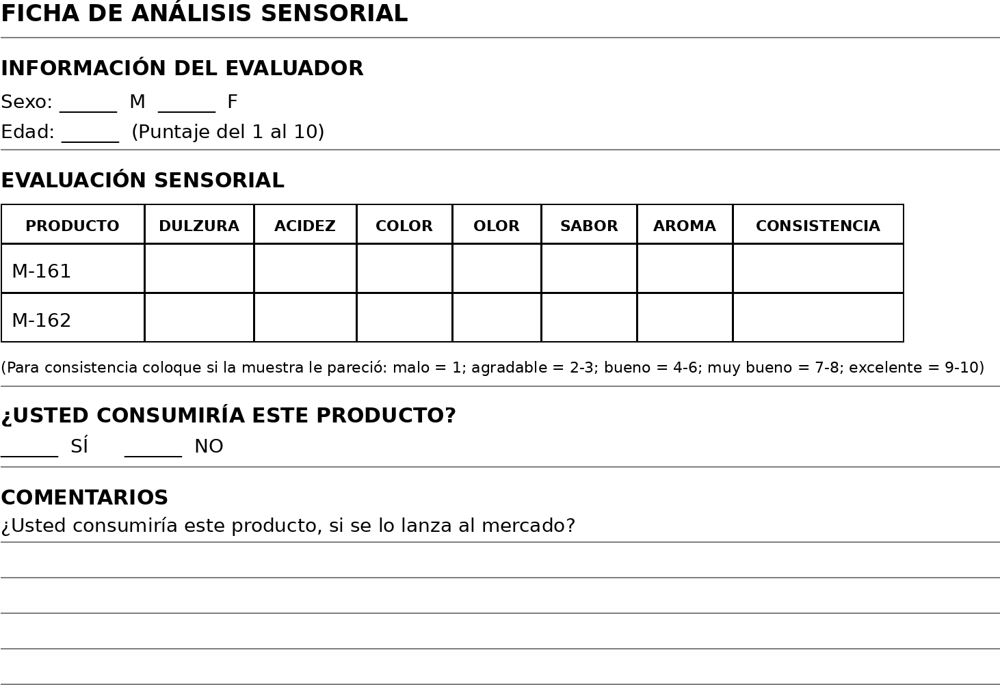 FICHA DE ANÁLISIS SENSORIAL
INFORMACIÓN DEL EVALUADOR
Sexo: ______ M ______ F
Edad: ______ (Puntaje del 1 al 10)
EVALUACIÓN SENSORIAL
PRODUCTO DULZURA ACIDEZ COLOR OLOR SABOR AROMA CONSISTENCIA
M-161
M-162
(Para consistencia coloque si la muestra le pareció: malo = 1; agradable = 2-3; bueno = 4-6; muy bueno = 7-8; excelente = 9-10)
¿USTED CONSUMIRÍA ESTE PRODUCTO?
______ SÍ ______ NO
COMENTARIOS
¿Usted consumiría este producto, si se lo lanza al mercado?